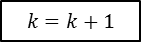 k = k + 1